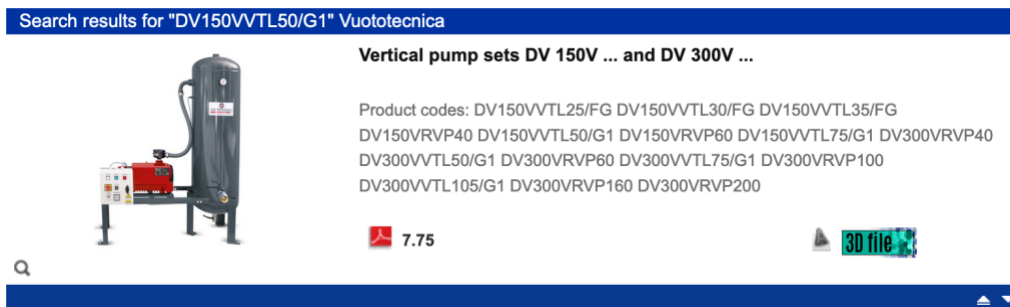 Search results for "DV150VVTL50/G1" Vuototecnica
Vertical pump sets DV 150V ... and DV 300V ...
Product codes: DV150VVTL25/FG DV150VVTL30/FG DV150VVTL35/FG
DV150VRVP40 DV150VVTL50/G1 DV150VRVP60 DV150VVTL75/G1 DV300VRVP40
DV300VVTL50/G1 DV300VRVP60 DV300VVTL75/G1 DV300VRVP100
DV300VVTL105/G1 DV300VRVP160 DV300VRVP200
7.75
3D file